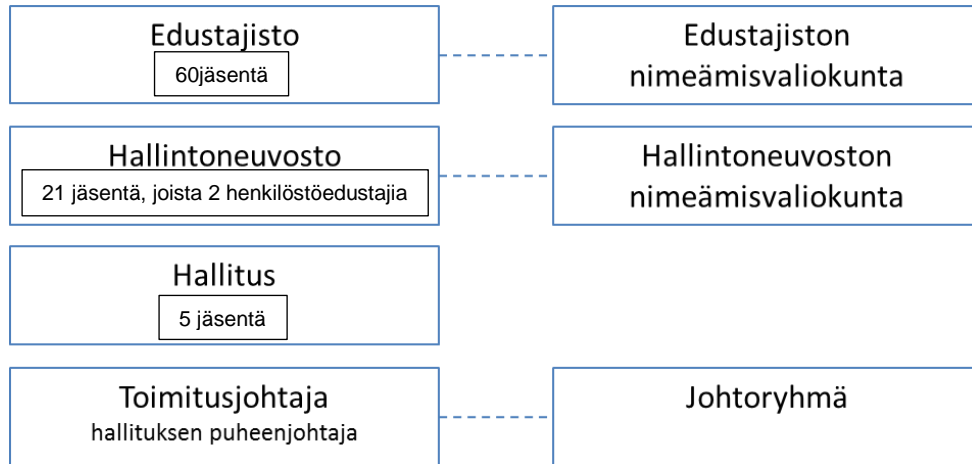 Edustajisto
60jäsentä
Edustajiston
nimeämisvaliokunta
Hallintoneuvosto
21 jäsentä, joista 2 henkilöstöedustajia
Hallintoneuvoston
nimeämisvaliokunta
Hallitus
5 jäsentä
Toimitusjohtaja
hallituksen puheenjohtaja
Johtoryhmä